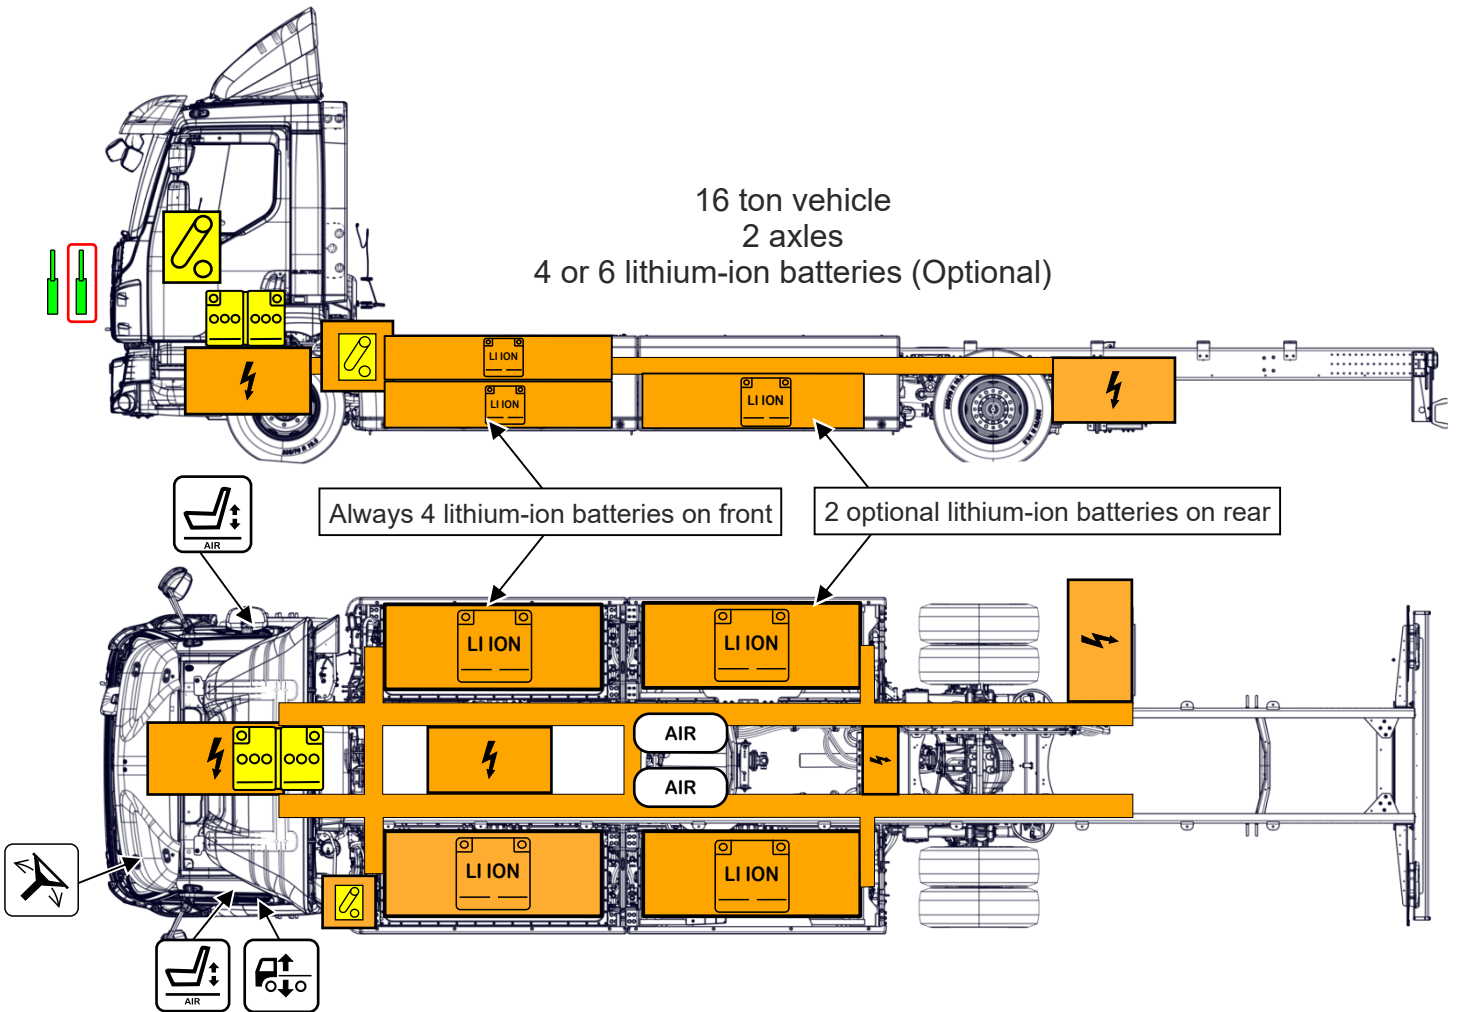 16 ton vehicle
2 axles
4 or 6 lithium-ion batteries (Optional)
ELECTRIC
LI ION
LI ION
LI ION
Always 4 lithium-ion batteries on front
2 optional lithium-ion batteries on rear
AIR
LI ION
LI ION
AIR
AIR
LI ION
LI ION
AIR